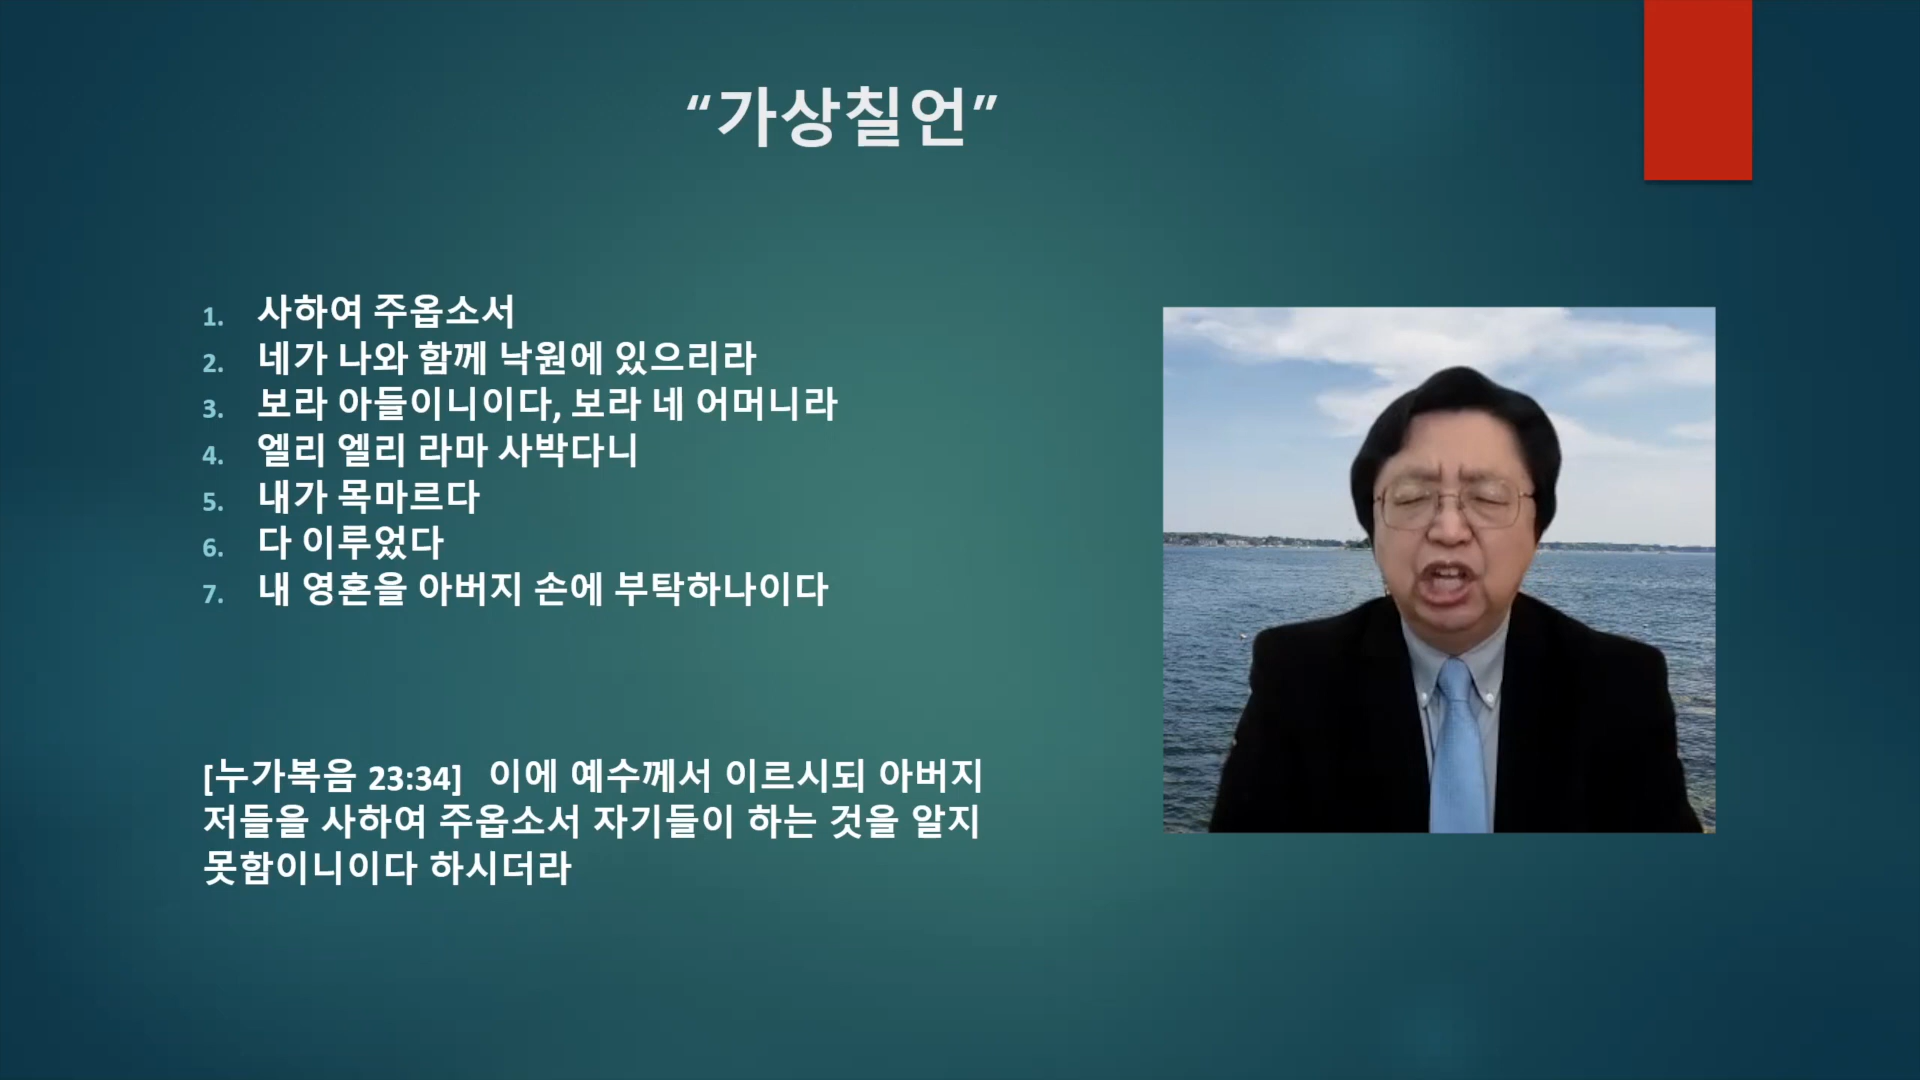 “가상칠언”
1. 사하여 주옵소서
2. 네가 나와 함께 낙원에 있으리라
3. 보라 아들이니이다, 보라 네 어머니라
4. 엘리 엘리 라마 사박다니
5. 내가 목마르다
6. 다 이루었다
7. 내 영혼을 아버지 손에 부탁하나이다
[누가복음 23:34] 이에 예수께서 이르시되 아버지
저들을 사하여 주옵소서 자기들이 하는 것을 알지
못함이니이다 하시더라